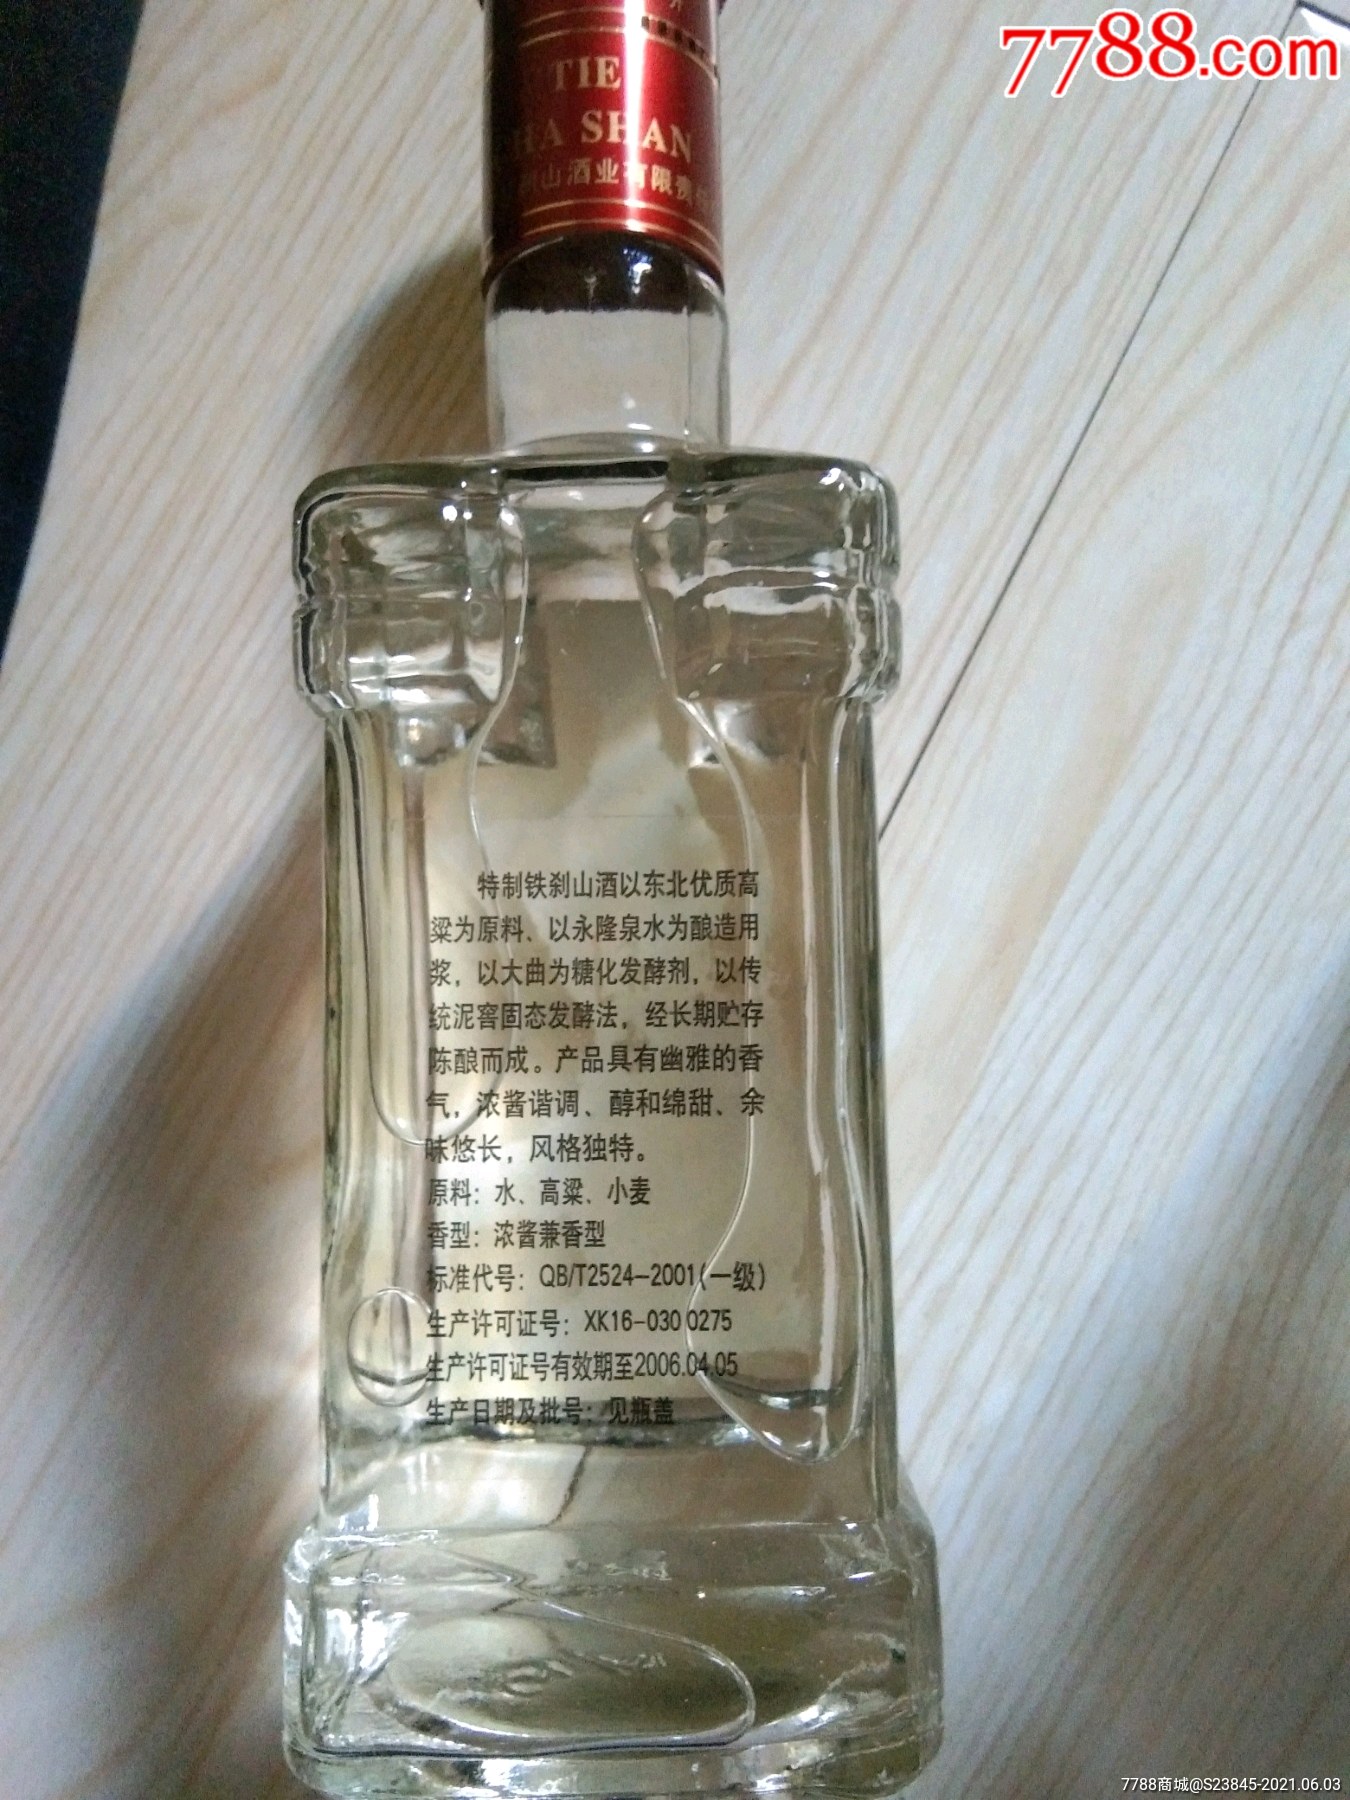 7788.com
TIE
HA SHAN
山酒业有限责
特制铁刹山酒以东北优质高
粱为原料、以永隆泉水为酿造用
浆，以大曲为糖化发酵剂，以传
统泥窖固态发酵法，经长期贮存
陈酿而成。产品具有幽雅的香
气，浓酱谐调、醇和绵甜、余
味悠长，风格独特。
原料：水、高粱、小麦
香型：浓酱兼香型
标准代号：QB/T2524-2001(一级)
生产许可证号：XK16-030 0275
生产许可证号有效期至2006.04.05
生产日期及批号：见瓶盖
7788商城@S23845-2021.06.03